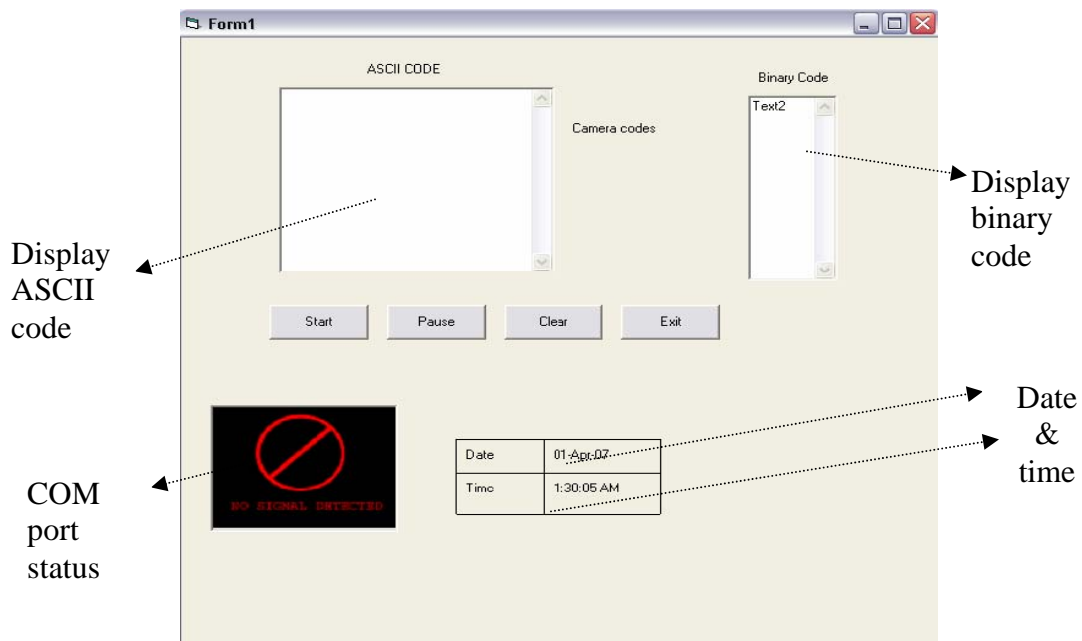 Form1
ASCII CODE
Binary Code
Text2
Camera codes
Display
binary
code
Display
ASCII
code
Start
Pause
Clear
Exit
Date
&
time
Date
01-Apr-07
Time
1:30:05 AM
NO SIGNAL DETECTED
COM
port
status